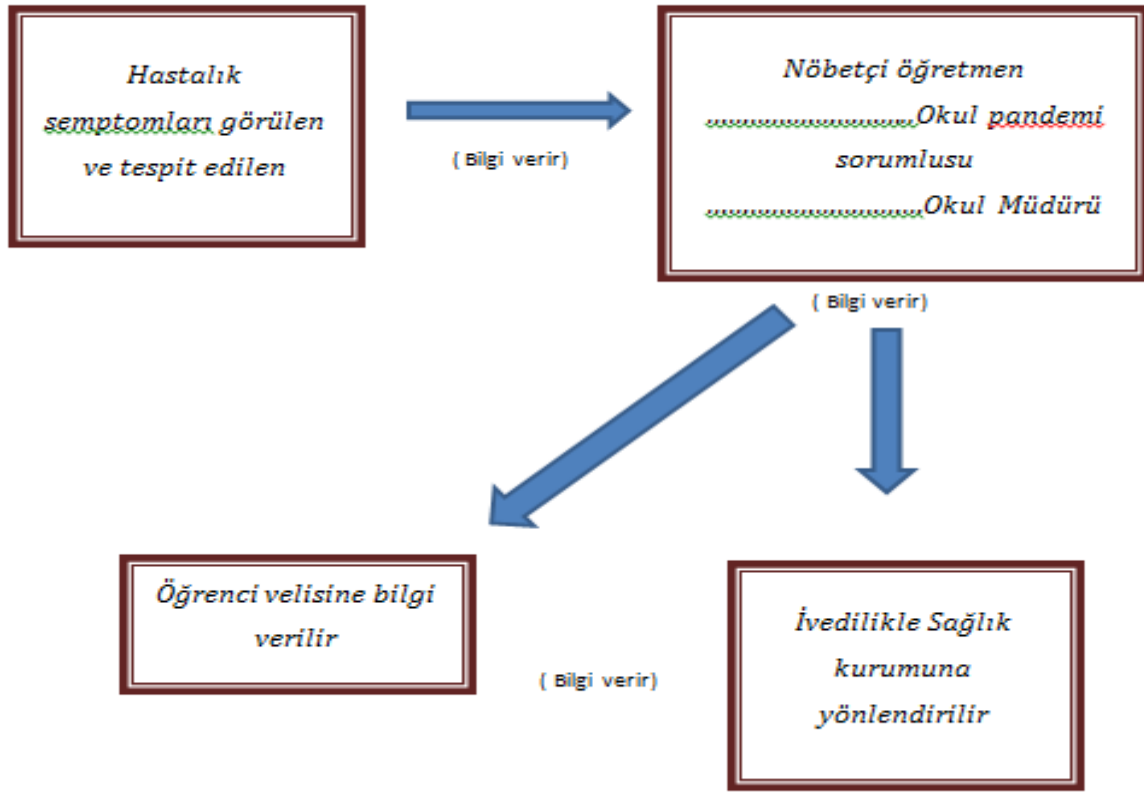 Hastalık
semptomları görülen
ve tespit edilen
( Bilgi verir)
Nöbetçi öğretmen
,,,,,,,,,,,,,,,,,,,,,,,,,,,,,Okul pandemi
sorumlusu
,,,,,,,,,,,,,,,,,,,,,,,,,,,,,,Okul Müdürü
( Bilgi verir)
Öğrenci velisine bilgi
verilir
( Bilgi verir)
İvedilikle Sağlık
kurumuna
yönlendirilir